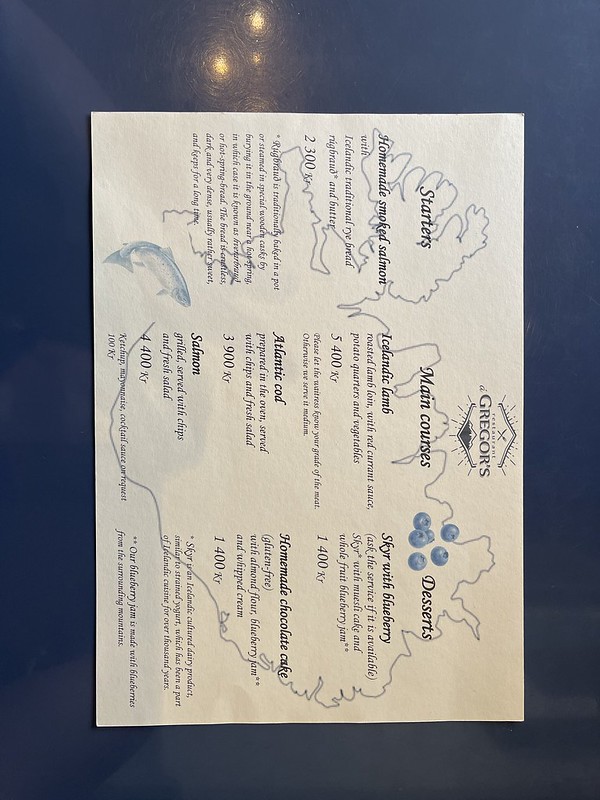 restaurant
á GREGOR'S
Starters
Homemade smoked salmon
with
Icelandic traditional rye bread
rúgbrauð* and butter
2 300 Kr
* Rúgbrauð is traditionally baked in a pot
or steamed in special wooden casks by
burying it in the ground near a hot spring,
in which case it is known as hverabrauð
or hot-spring-bread. The bread is crustless,
dark and very dense, usually rather sweet,
and keeps for a long time.
Main courses
Icelandic lamb
roasted lamb loin, with red currant sauce,
potato quarters and vegetables
5 400 Kr
Please let the waitress know your grade of the meat.
Otherwise we serve it medium.
Atlantic cod
prepared in the oven, served
with chips and fresh salad
3 900 Kr
Salmon
grilled, served with chips
and fresh salad
4 400 Kr
Ketchup, mayonnaise, cocktail sauce on request
100 Kr
Desserts
Skyr with blueberry
(ask the service if it is available)
Skyr* with muesli cake and
whole fruit blueberry jam**
1 400 Kr
Homemade chocolate cake
(gluten-free)
with almond flour, blueberry jam**
and whipped cream
1 400 Kr
* Skyr is an Icelandic cultured dairy product,
similar to strained yogurt, which has been a part
of Icelandic cuisine for over thousand years.
** Our blueberry jam is made with blueberries
from the surrounding mountains.